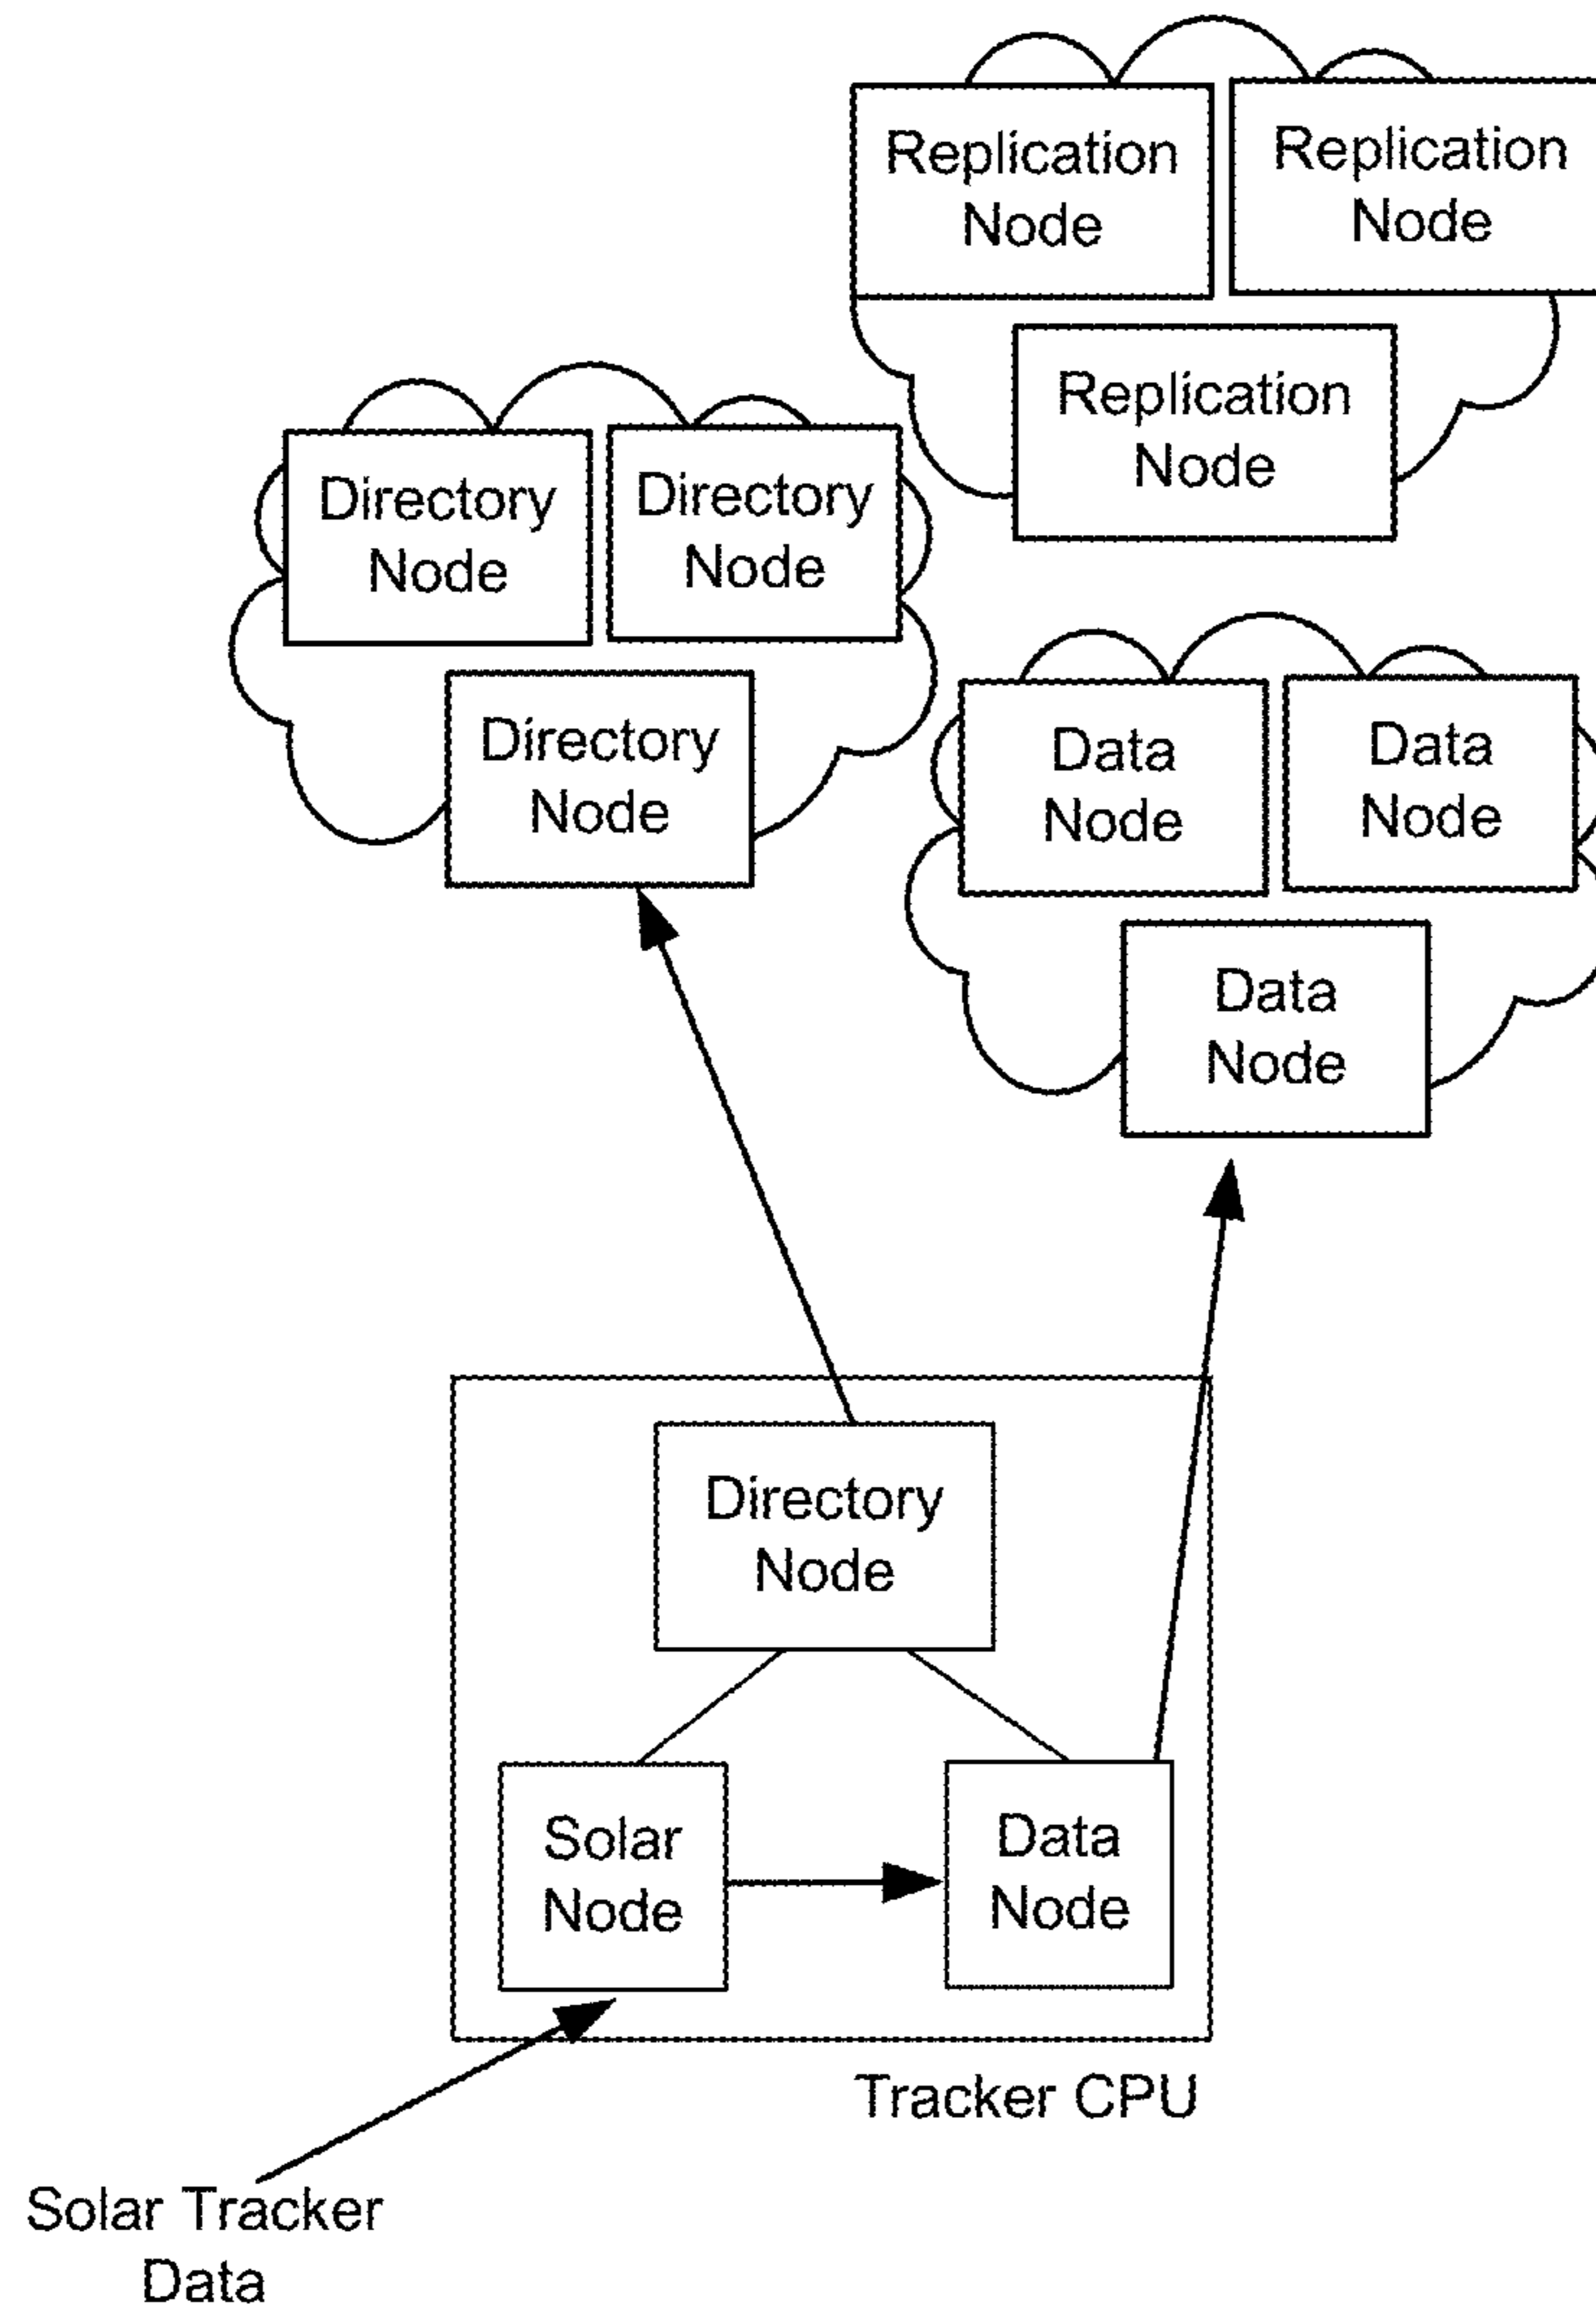 Replication
Node
Replication
Node
Replication
Node
Directory
Node
Directory
Node
Directory
Node
Data
Node
Data
Node
Data
Node
Directory
Node
Solar
Node
Data
Node
Tracker CPU
Solar Tracker
Data